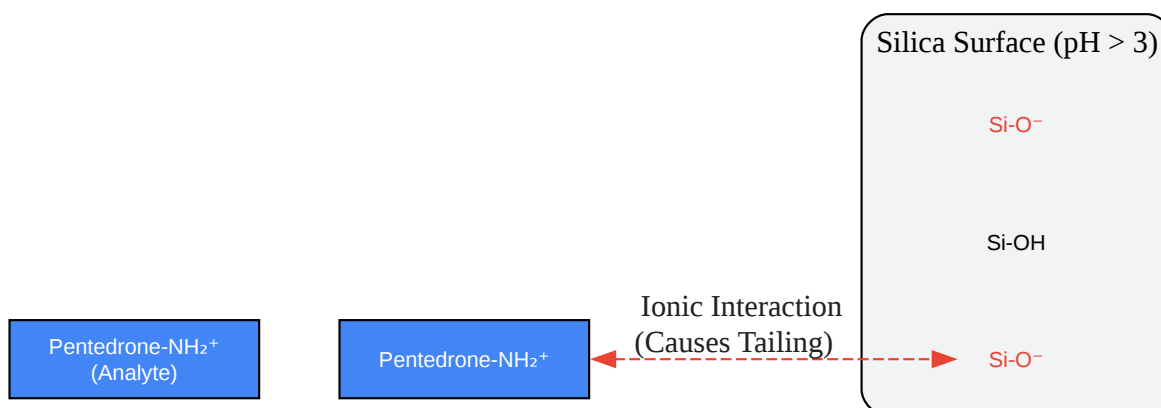 Silica Surface (pH > 3)
Si-O⁻
Si-OH
Ionic Interaction
(Causes Tailing)
Pentedrone-NH₂⁺
(Analyte)
Pentedrone-NH₂⁺
Si-O⁻